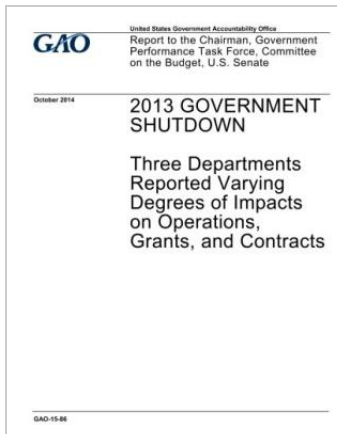 United States Government Accountability Office
GAO
Report to the Chairman, Government
Performance Task Force, Committee
on the Budget, U.S. Senate
October 2014
2013 GOVERNMENT
SHUTDOWN
Three Departments
Reported Varying
Degrees of Impacts
on Operations,
Grants, and Contracts
GAO-15-86